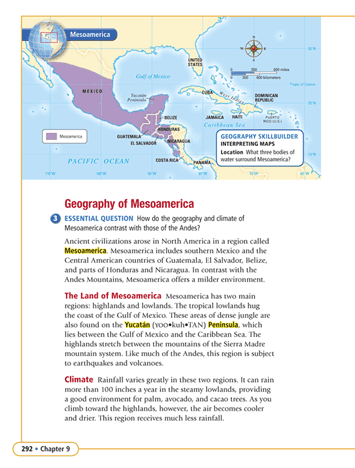 Mesoamerica
UNITED
STATES
Gulf of Mexico
MEXICO
Yucatán
Peninsula
CUBA
West Indies
DOMINICAN
REPUBLIC
JAMAICA
HAITI
PUERTO
RICO (U.S.)
BELIZE
Caribbean Sea
HONDURAS
GUATEMALA
NICARAGUA
EL SALVADOR
COSTA RICA
PANAMA
PACIFIC OCEAN
Mesoamerica
GEOGRAPHY SKILLBUILDER
INTERPRETING MAPS
Location What three bodies of
water surround Mesoamerica?
Geography of Mesoamerica
3 ESSENTIAL QUESTION How do the geography and climate of
Mesoamerica contrast with those of the Andes?
Ancient civilizations arose in North America in a region called
Mesoamerica. Mesoamerica includes southern Mexico and the
Central American countries of Guatemala, El Salvador, Belize,
and parts of Honduras and Nicaragua. In contrast with the
Andes Mountains, Mesoamerica offers a milder environment.
The Land of Mesoamerica Mesoamerica has two main
regions: highlands and lowlands. The tropical lowlands hug
the coast of the Gulf of Mexico. These areas of dense jungle are
also found on the Yucatán (YOO•kuh•TAN) Peninsula, which
lies between the Gulf of Mexico and the Caribbean Sea. The
highlands stretch between the mountains of the Sierra Madre
mountain system. Like much of the Andes, this region is subject
to earthquakes and volcanoes.
Climate Rainfall varies greatly in these two regions. It can rain
more than 100 inches a year in the steamy lowlands, providing
a good environment for palm, avocado, and cacao trees. As you
climb toward the highlands, however, the air becomes cooler
and drier. This region receives much less rainfall.
292 • Chapter 9